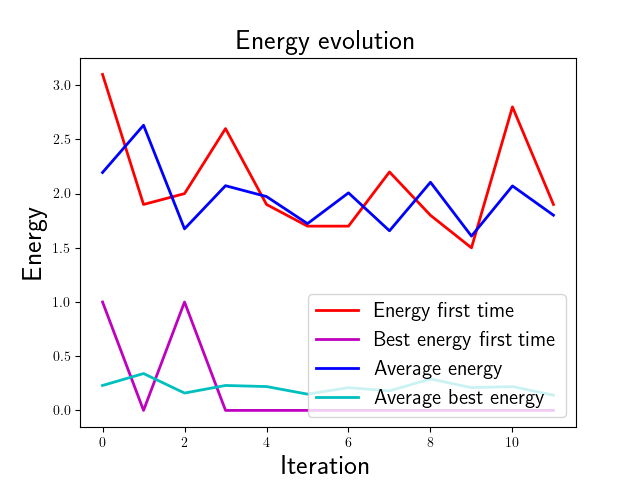 Energy evolution
Energy
3.0
2.5
2.0
1.5
1.0
0.5
0.0
Energy first time
Best energy first time
Average energy
Average best energy
0 2 4 6 8 10
Iteration